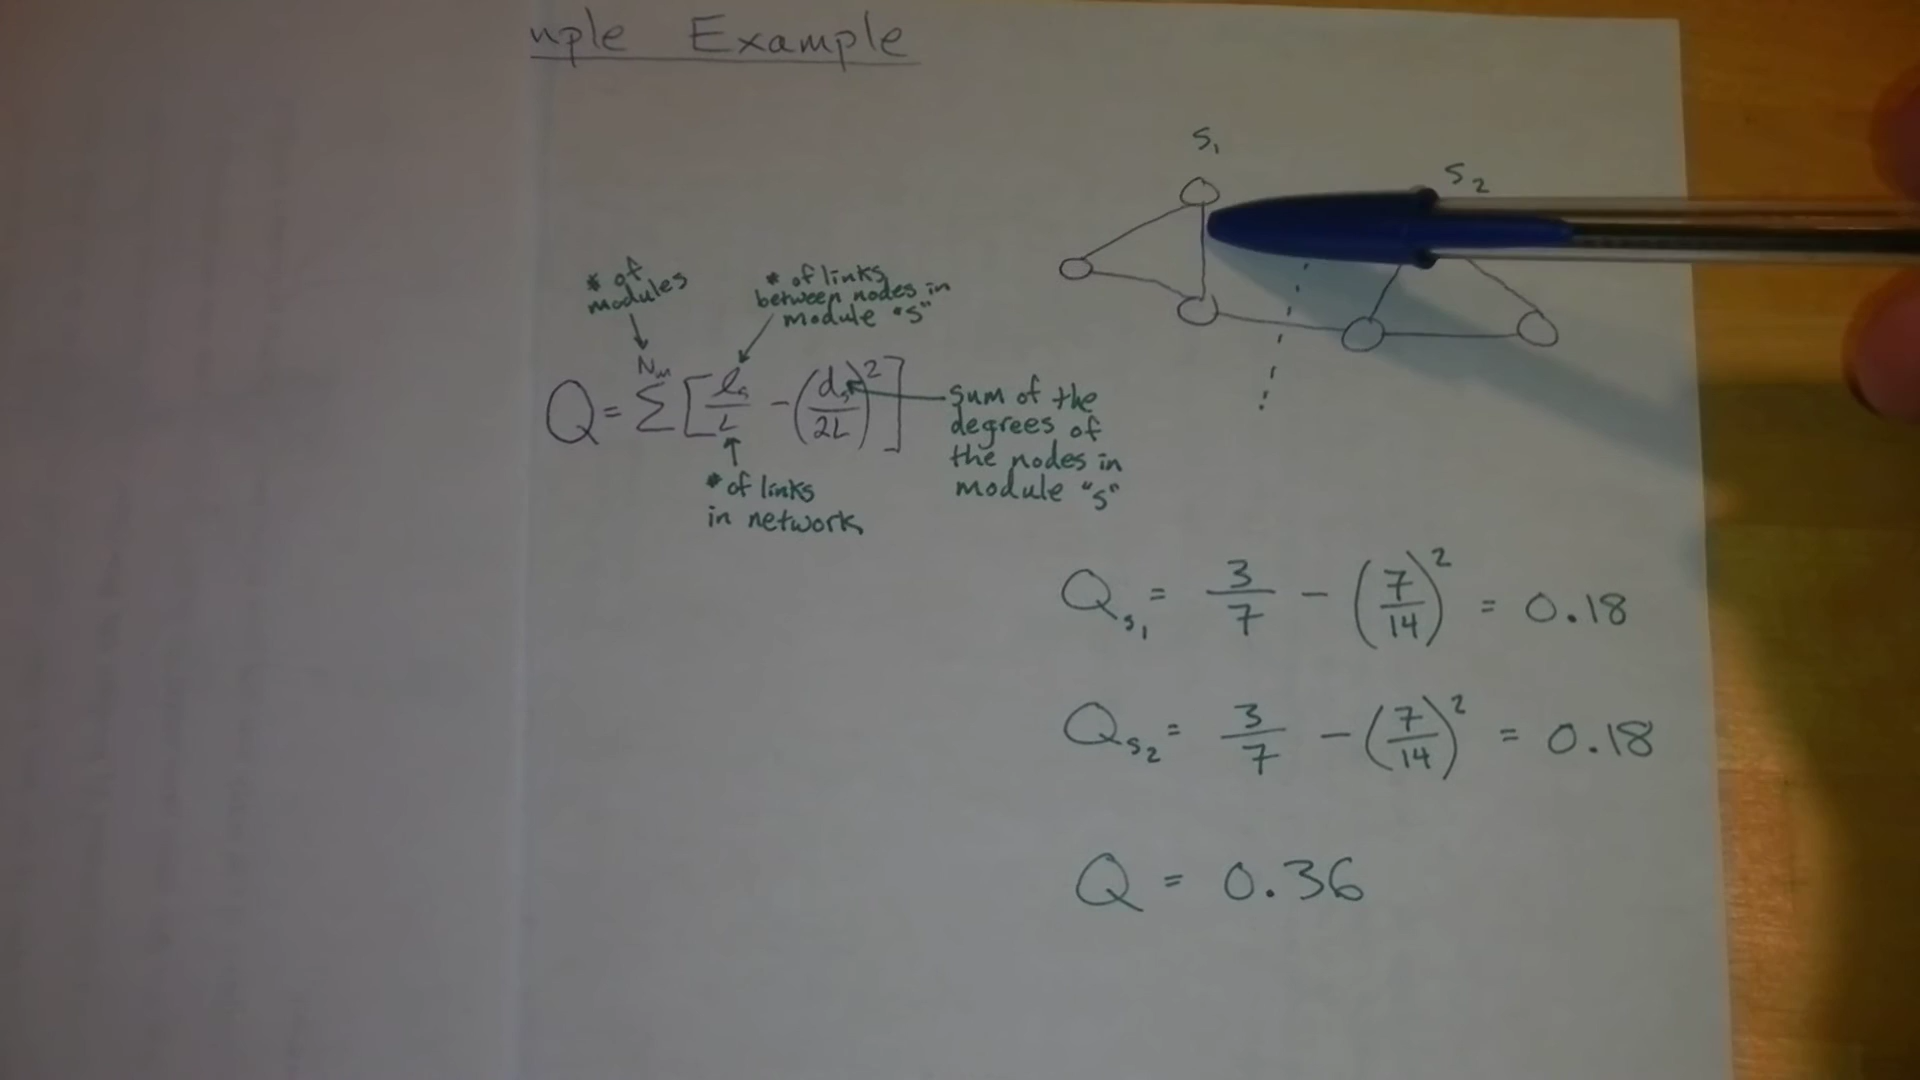 Example
S1
S2
# of
modules
# of links
between nodes in
module "s"
Q = Nm Σ [ls/L - (ds/2L)²]
sum of the
degrees of
the nodes in
module "s"
# of links
in network
Qs1 = 3/7 - (7/14)² = 0.18
Qs2 = 3/7 - (7/14)² = 0.18
Q = 0.36